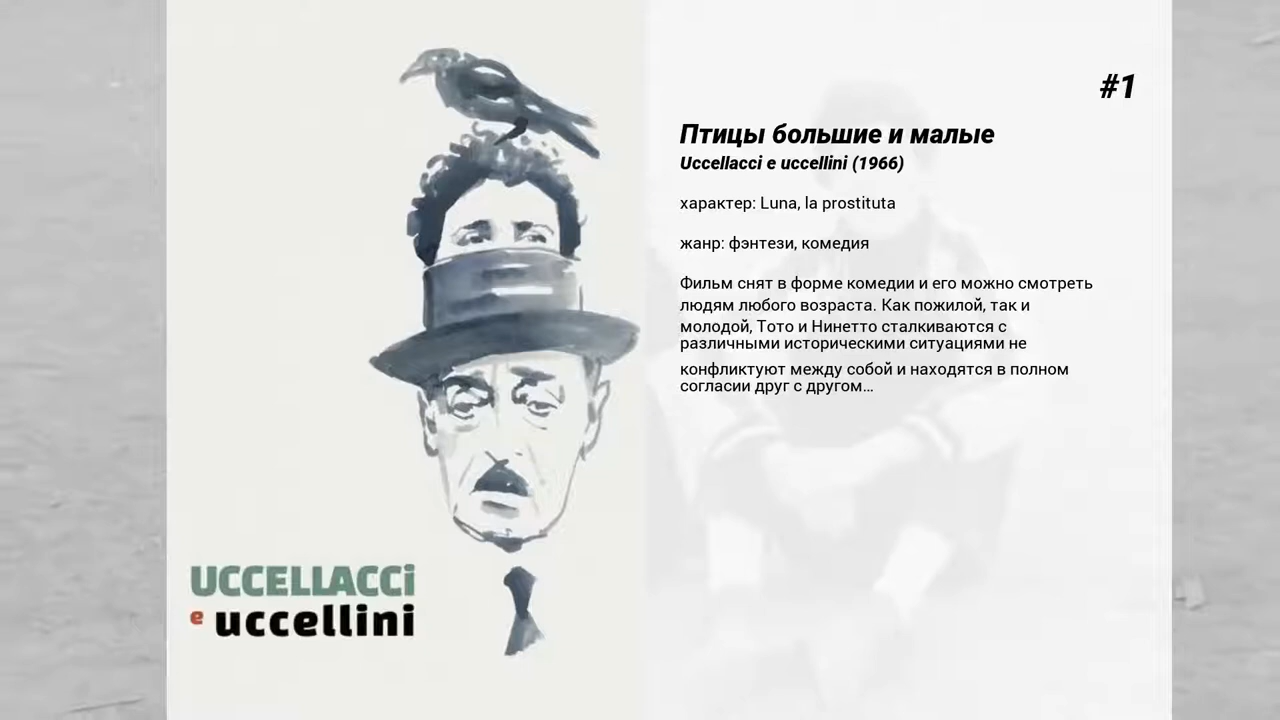 #1
Птицы большие и малые
Uccellacci e uccellini (1966)
характер: Luna, la prostituta
жанр: фэнтези, комедия
Фильм снят в форме комедии и его можно смотреть
людям любого возраста. Как пожилой, так и
молодой, Тото и Нинетто сталкиваются с
различными историческими ситуациями не
конфликтуют между собой и находятся в полном
согласии друг с другом...
UCCELLACCi
e uccellini